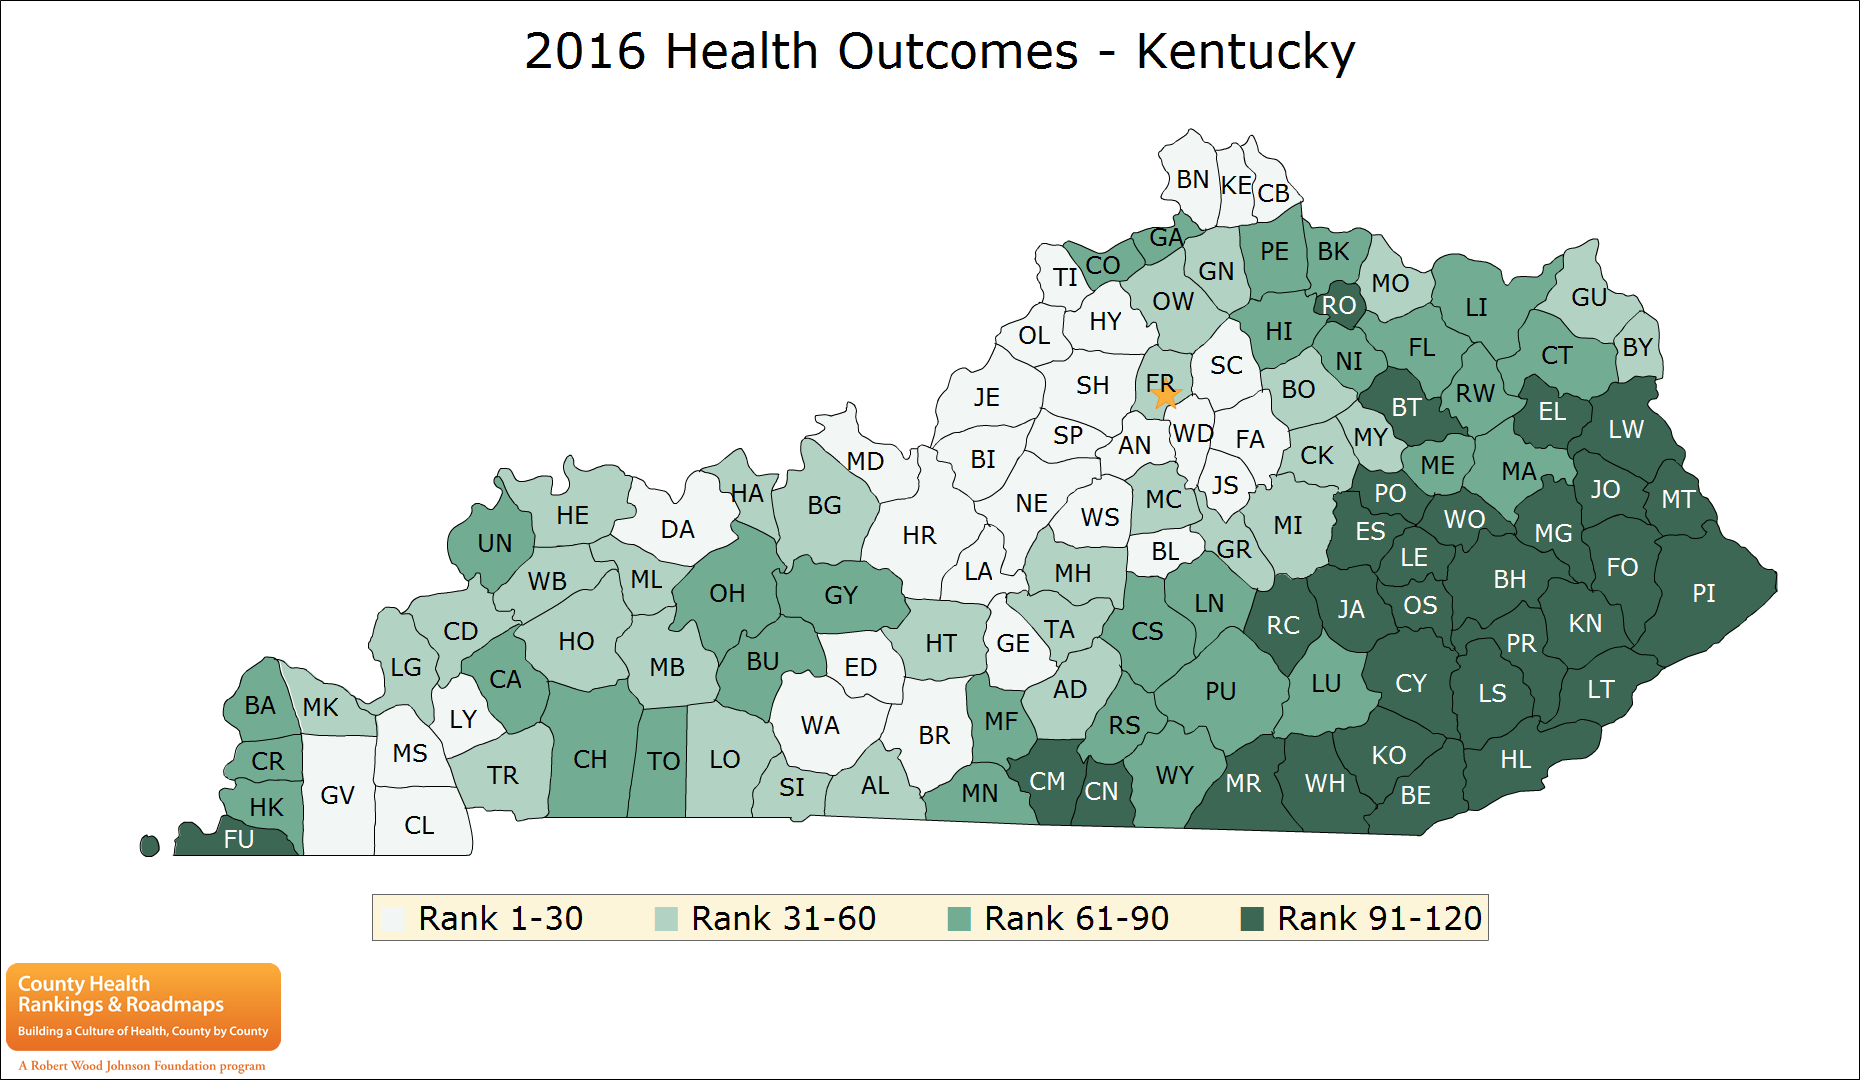 2016 Health Outcomes - Kentucky
BN KE CB
GA
CO
TI
GN
PE
BK
MO
OW
RO
LI
GU
HY
OL
HI
FL
NI
CT
BY
SC
SH
FR
JE
BO
RW
BT
EL
LW
SP
AN
WD
FA
MY
BI
MD
CK
ME
MA
JS
PO
JO
MT
HA
BG
NE
MC
WS
HE
DA
HR
MI
ES
WO
MG
UN
BL
GR
LE
FO
LA
MH
WB
ML
BH
PI
OH
GY
LN
RC
JA
OS
KN
CD
HO
HT
GE
TA
CS
PR
LG
MB
BU
ED
CA
AD
PU
LU
CY
LS
LT
BA
MK
LY
WA
BR
MF
RS
MS
CR
TR
CH
TO
LO
SI
AL
MN
CM
CN
WY
MR
WH
KO
BE
HL
GV
HK
CL
FU
Rank 1-30 Rank 31-60 Rank 61-90 Rank 91-120
County Health
Rankings & Roadmaps
Building a Culture of Health, County by County
A Robert Wood Johnson Foundation program